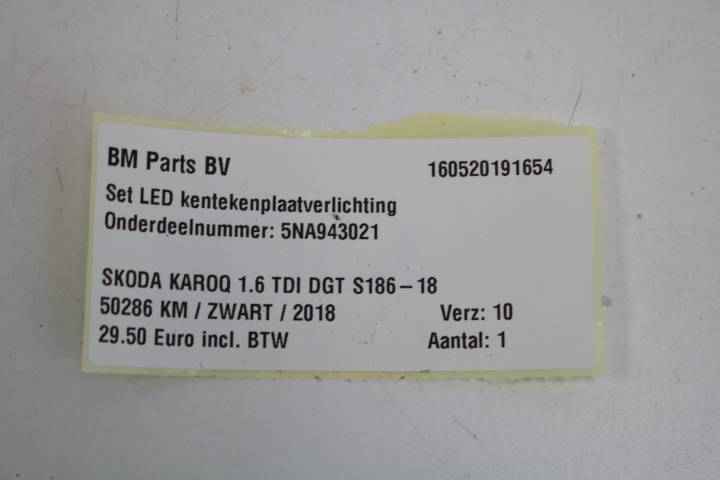 BM Parts BV 160520191654
Set LED kentekenplaatverlichting
Onderdeelnummer: 5NA943021
SKODA KAROQ 1.6 TDI DGT S186-18
50286 KM / ZWART / 2018 Verz: 10
29.50 Euro incl. BTW Aantal: 1